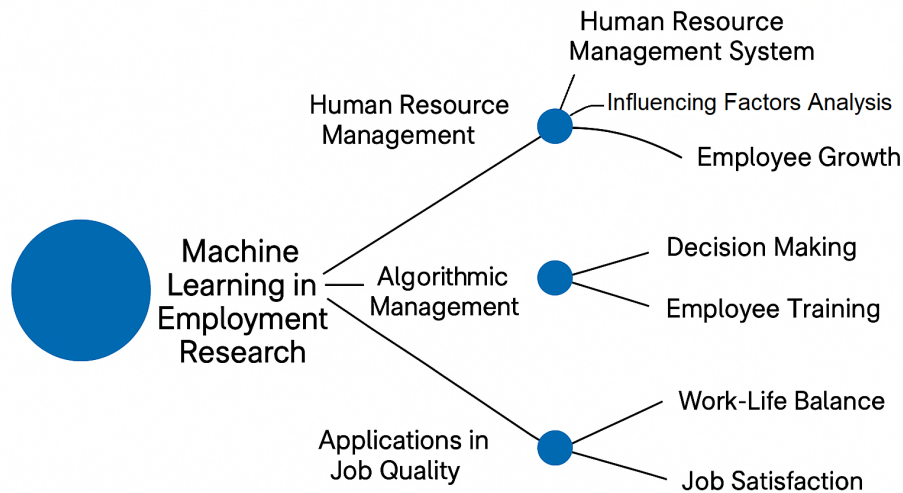 Machine
Learning in
Employment
Research
Human Resource
Management
Human Resource
Management System
Influencing Factors Analysis
Employee Growth
Algorithmic
Management
Decision Making
Employee Training
Applications in
Job Quality
Work-Life Balance
Job Satisfaction